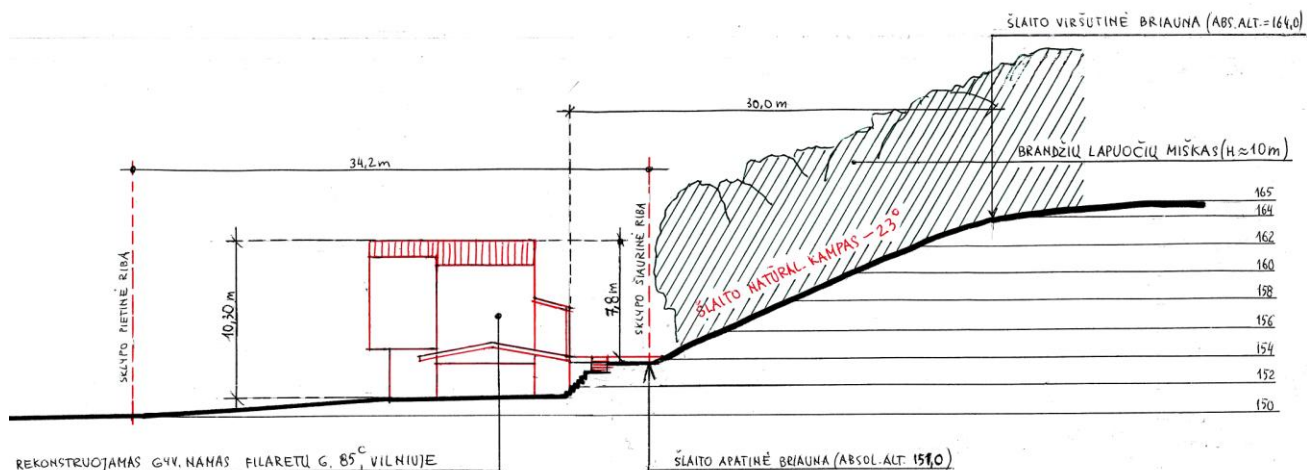 ŠLAITO VIRŠUTINĖ BRIAUNA (ABS. ALT.=164,0)
30,0 m
34,2 m
BRANDŽIŲ LAPUOČIŲ MIŠKAS (H≈10m)
165
164
162
160
158
156
154
152
150
SKLYPO PIETINĖ RIBA
10,30 m
7,8 m
SKLYPO ŠIAURINĖ RIBA
ŠLAITO NATŪRAL. KAMPAS – 23°
REKONSTRUOJAMAS GYV. NAMAS FILARETŲ G. 85C, VILNIUJE
ŠLAITO APATINĖ BRIAUNA (ABSOL. ALT. 151,0)